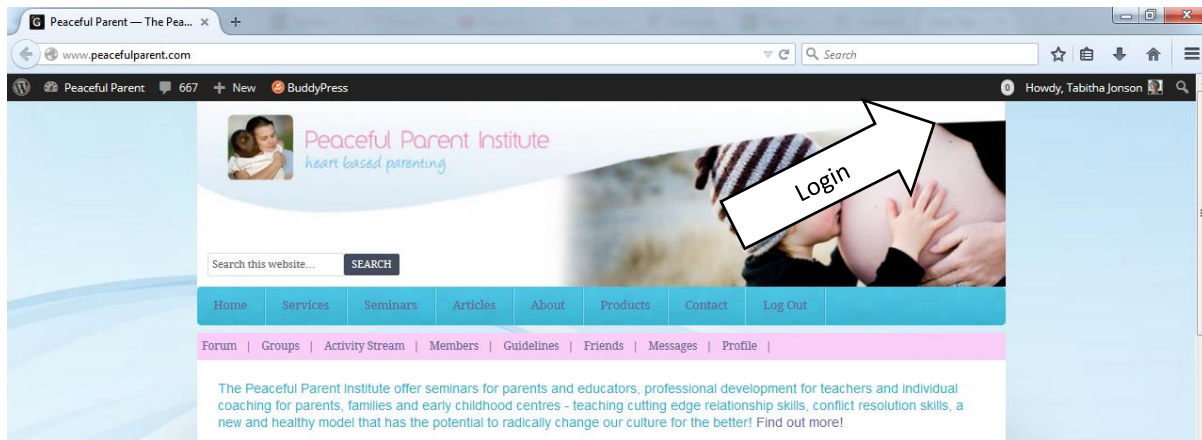 G Peaceful Parent — The Pea... × +
www.peacefulparent.com Search
Peaceful Parent 667 + New BuddyPress 0 Howdy, Tabitha Jonson
Peaceful Parent Institute
heart based parenting
Login
Search this website... SEARCH
Home Services Seminars Articles About Products Contact Log Out
Forum | Groups | Activity Stream | Members | Guidelines | Friends | Messages | Profile |
The Peaceful Parent Institute offer seminars for parents and educators, professional development for teachers and individual
coaching for parents, families and early childhood centres - teaching cutting edge relationship skills, conflict resolution skills, a
new and healthy model that has the potential to radically change our culture for the better! Find out more!